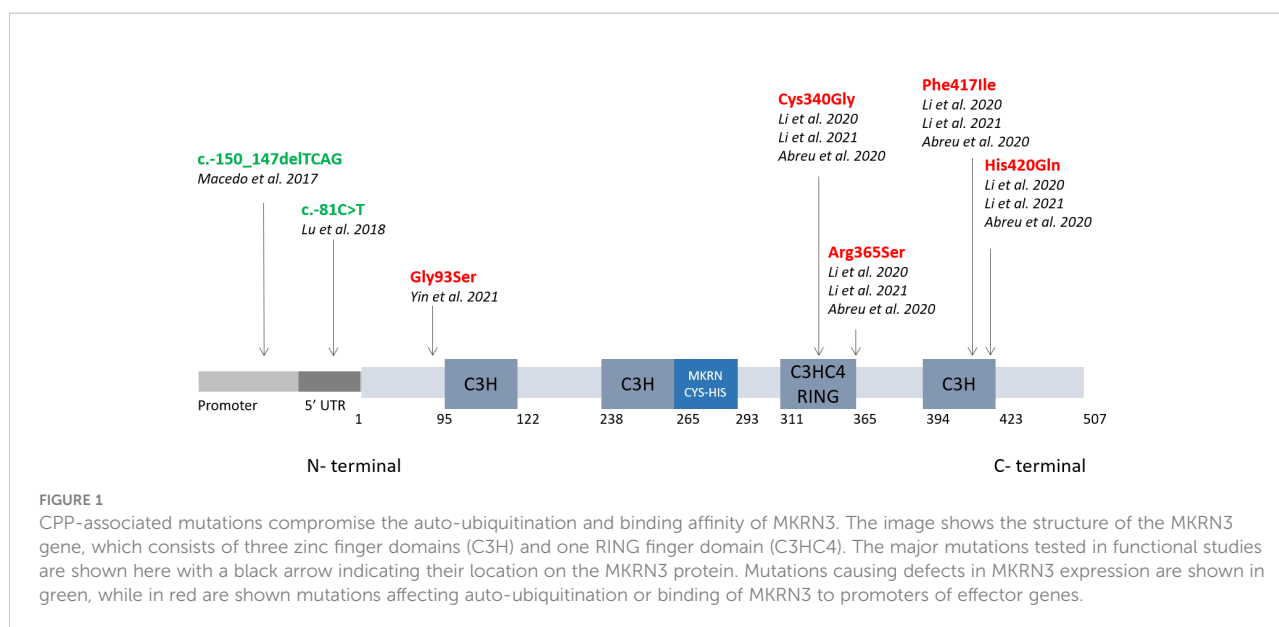 Cys340Gly
Li et al. 2020
Li et al. 2021
Abreu et al. 2020
Phe417Ile
Li et al. 2020
Li et al. 2021
Abreu et al. 2020
c.-150_147delTCAG
Macedo et al. 2017
His420Gln
Li et al. 2020
Li et al. 2021
Abreu et al. 2020
c.-81C>T
Lu et al. 2018
Arg365Ser
Li et al. 2020
Li et al. 2021
Abreu et al. 2020
Gly93Ser
Yin et al. 2021
C3H
C3H
MKRN
CYS-HIS
C3HC4
RING
C3H
Promoter
5’ UTR
1
95
122
238
265
293
311
365
394
423
507
N- terminal
C- terminal
FIGURE 1
CPP-associated mutations compromise the auto-ubiquitination and binding affinity of MKRN3. The image shows the structure of the MKRN3
gene, which consists of three zinc finger domains (C3H) and one RING finger domain (C3HC4). The major mutations tested in functional studies
are shown here with a black arrow indicating their location on the MKRN3 protein. Mutations causing defects in MKRN3 expression are shown in
green, while in red are shown mutations affecting auto-ubiquitination or binding of MKRN3 to promoters of effector genes.